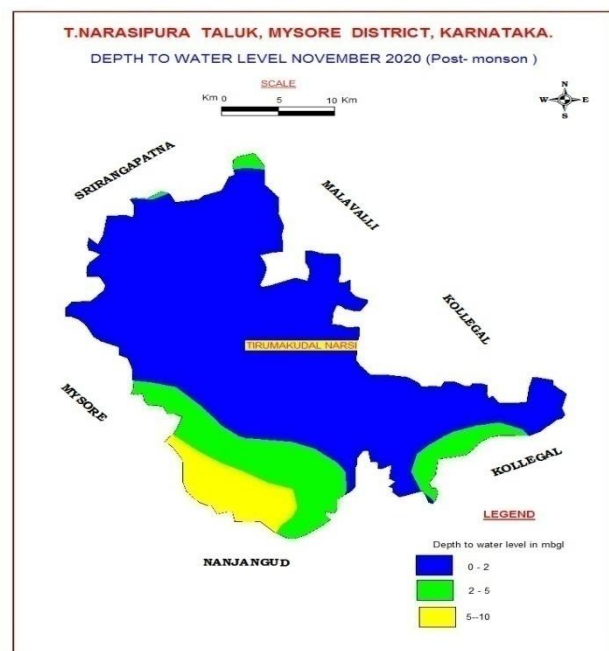 T.NARASIPURA TALUK, MYSORE DISTRICT, KARNATAKA.
DEPTH TO WATER LEVEL NOVEMBER 2020 (Post- monson )
SCALE
Km 0 5 10 Km
N
W E
S
SRIRANGAPATNA
MALAVALLI
KOLLEGAL
TIRUMAKUDAL NARSI
MYSORE
KOLLEGAL
NANJANGUD
LEGEND
Depth to water level in mbgl
0 - 2
2 - 5
5--10